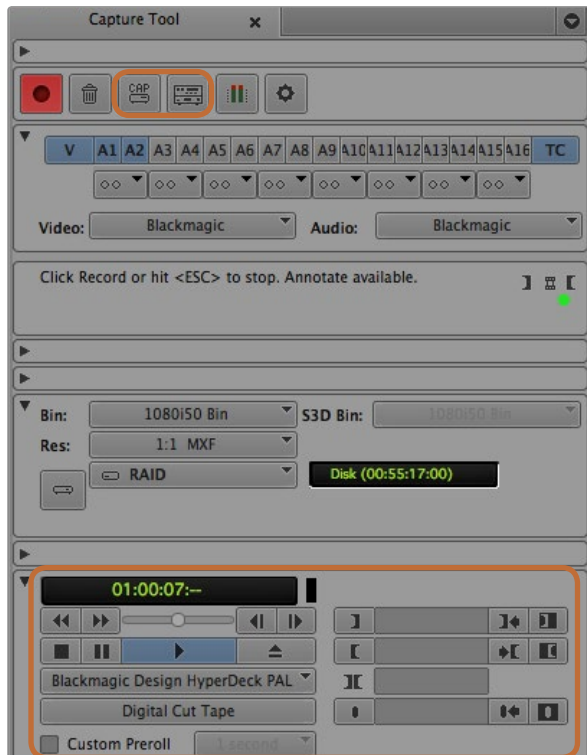 Capture Tool x
CAP
V A1 A2 A3 A4 A5 A6 A7 A8 A9 A10 A11 A12 A13 A14 A15 A16 TC
Video: Blackmagic Audio: Blackmagic
Click Record or hit <ESC> to stop. Annotate available.
Bin: 1080i50 Bin S3D Bin: 1080i50 Bin
Res: 1:1 MXF
RAID Disk (00:55:17:00)
01:00:07:--
Blackmagic Design HyperDeck PAL
Digital Cut Tape
Custom Preroll 1 second